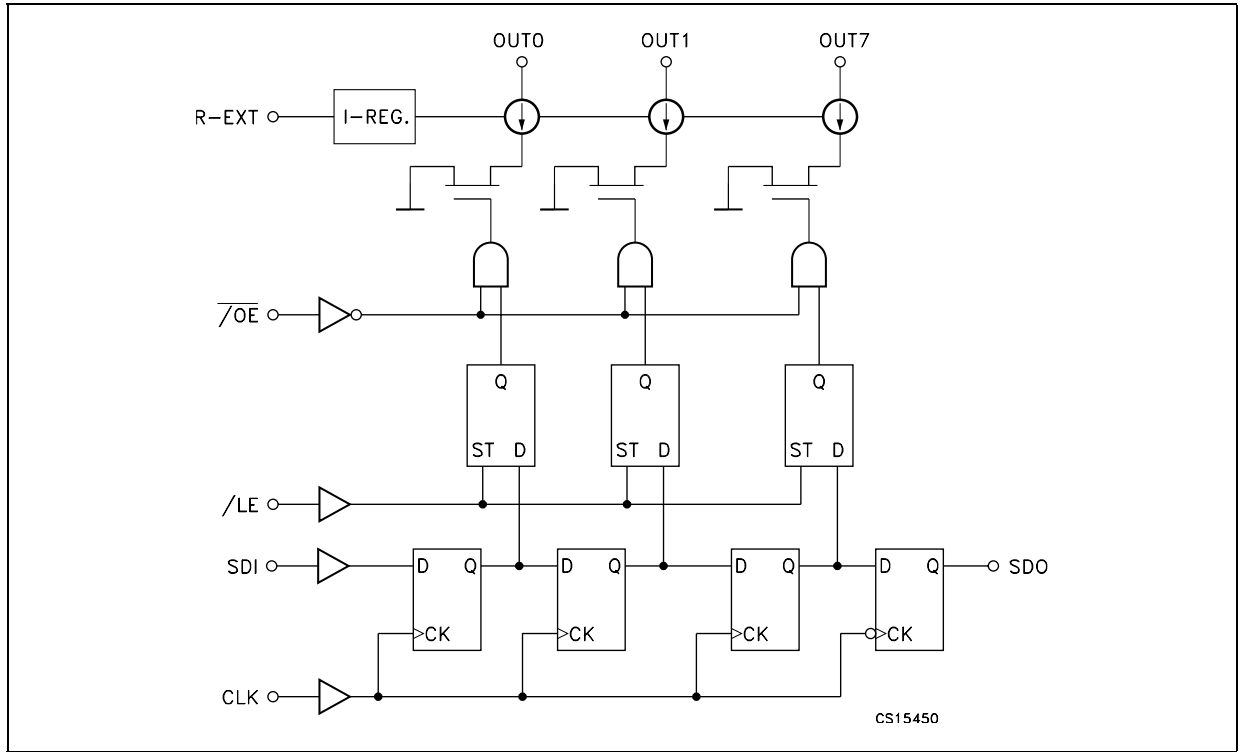 OUT0 OUT1 OUT7
R-EXT I-REG.
/OE
Q Q Q
ST D ST D ST D
/LE
SDI D Q D Q D Q D Q SDO
CK CK CK CK
CLK
CS15450